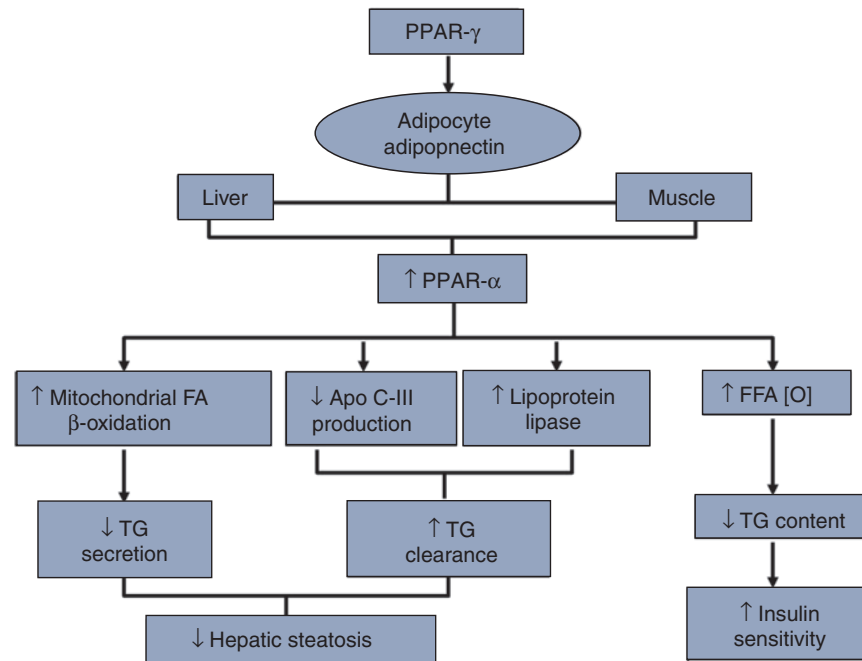 PPAR-γ
Adipocyte
adipopnectin
Liver
Muscle
↑ PPAR-α
↑ Mitochondrial FA
β-oxidation
↓ Apo C-III
production
↑ Lipoprotein
lipase
↑ FFA [O]
↓ TG
secretion
↑ TG
clearance
↓ TG content
↓ Hepatic steatosis
↑ Insulin
sensitivity